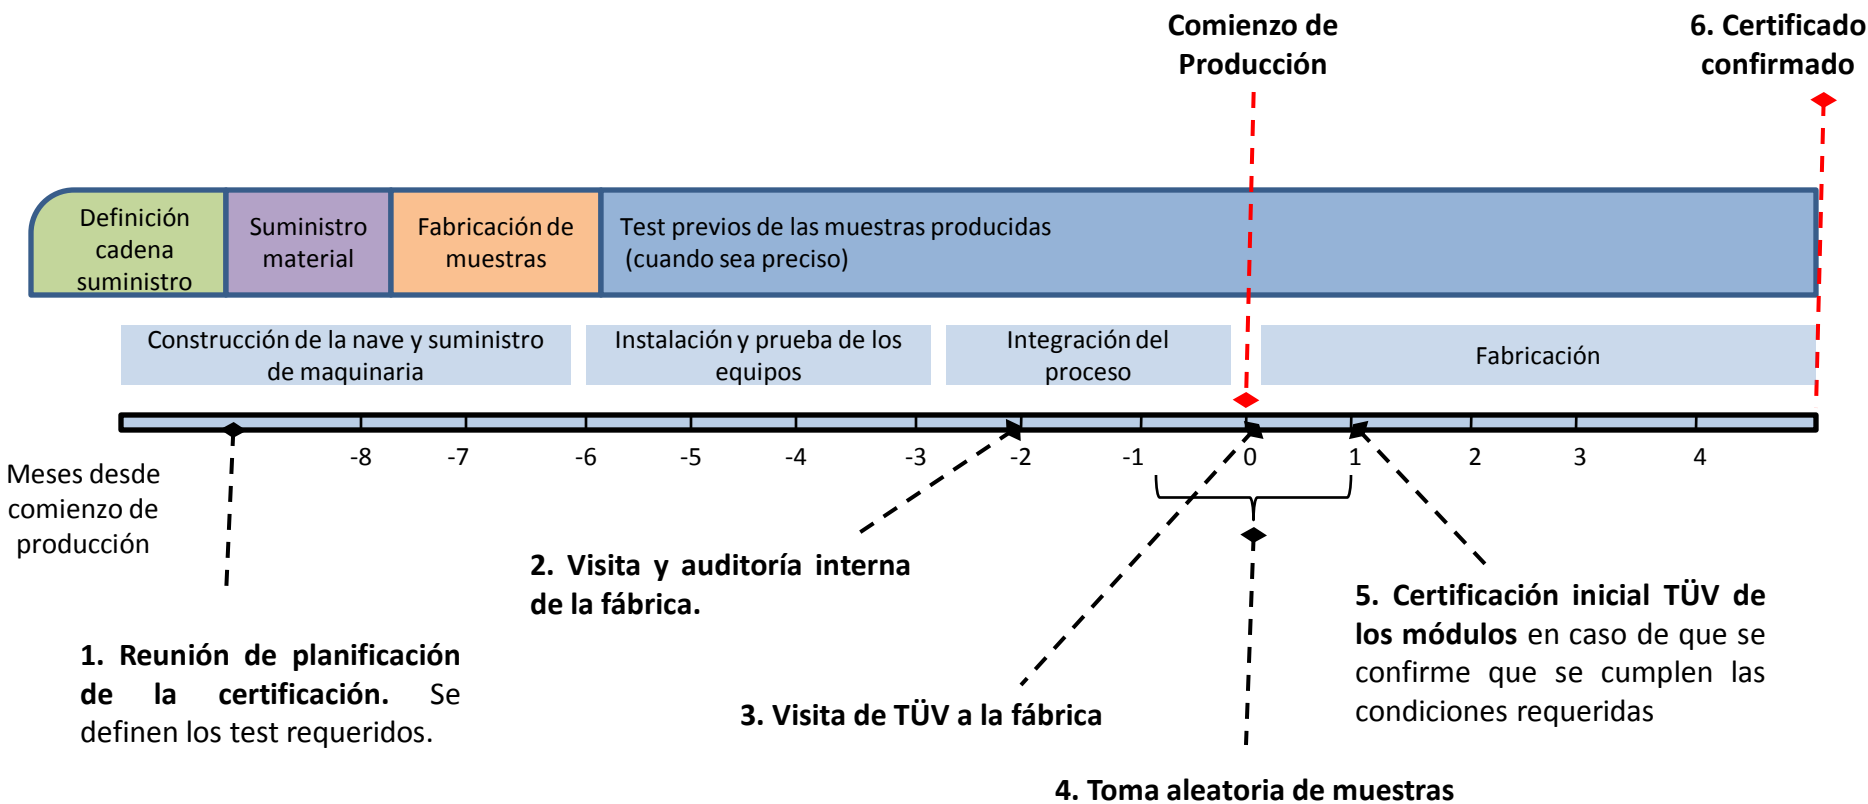 Comienzo de
Producción
6. Certificado
confirmado
Definición
cadena
suministro
Suministro
material
Fabricación de
muestras
Test previos de las muestras producidas
(cuando sea preciso)
Construcción de la nave y suministro
de maquinaria
Instalación y prueba de los
equipos
Integración del
proceso
Fabricación
Meses desde
comienzo de
producción
-8 -7 -6 -5 -4 -3 -2 -1 0 1 2 3 4
1. Reunión de planificación
de la certificación. Se
definen los test requeridos.
2. Visita y auditoría interna
de la fábrica.
3. Visita de TÜV a la fábrica
4. Toma aleatoria de muestras
5. Certificación inicial TÜV de
los módulos en caso de que se
confirme que se cumplen las
condiciones requeridas